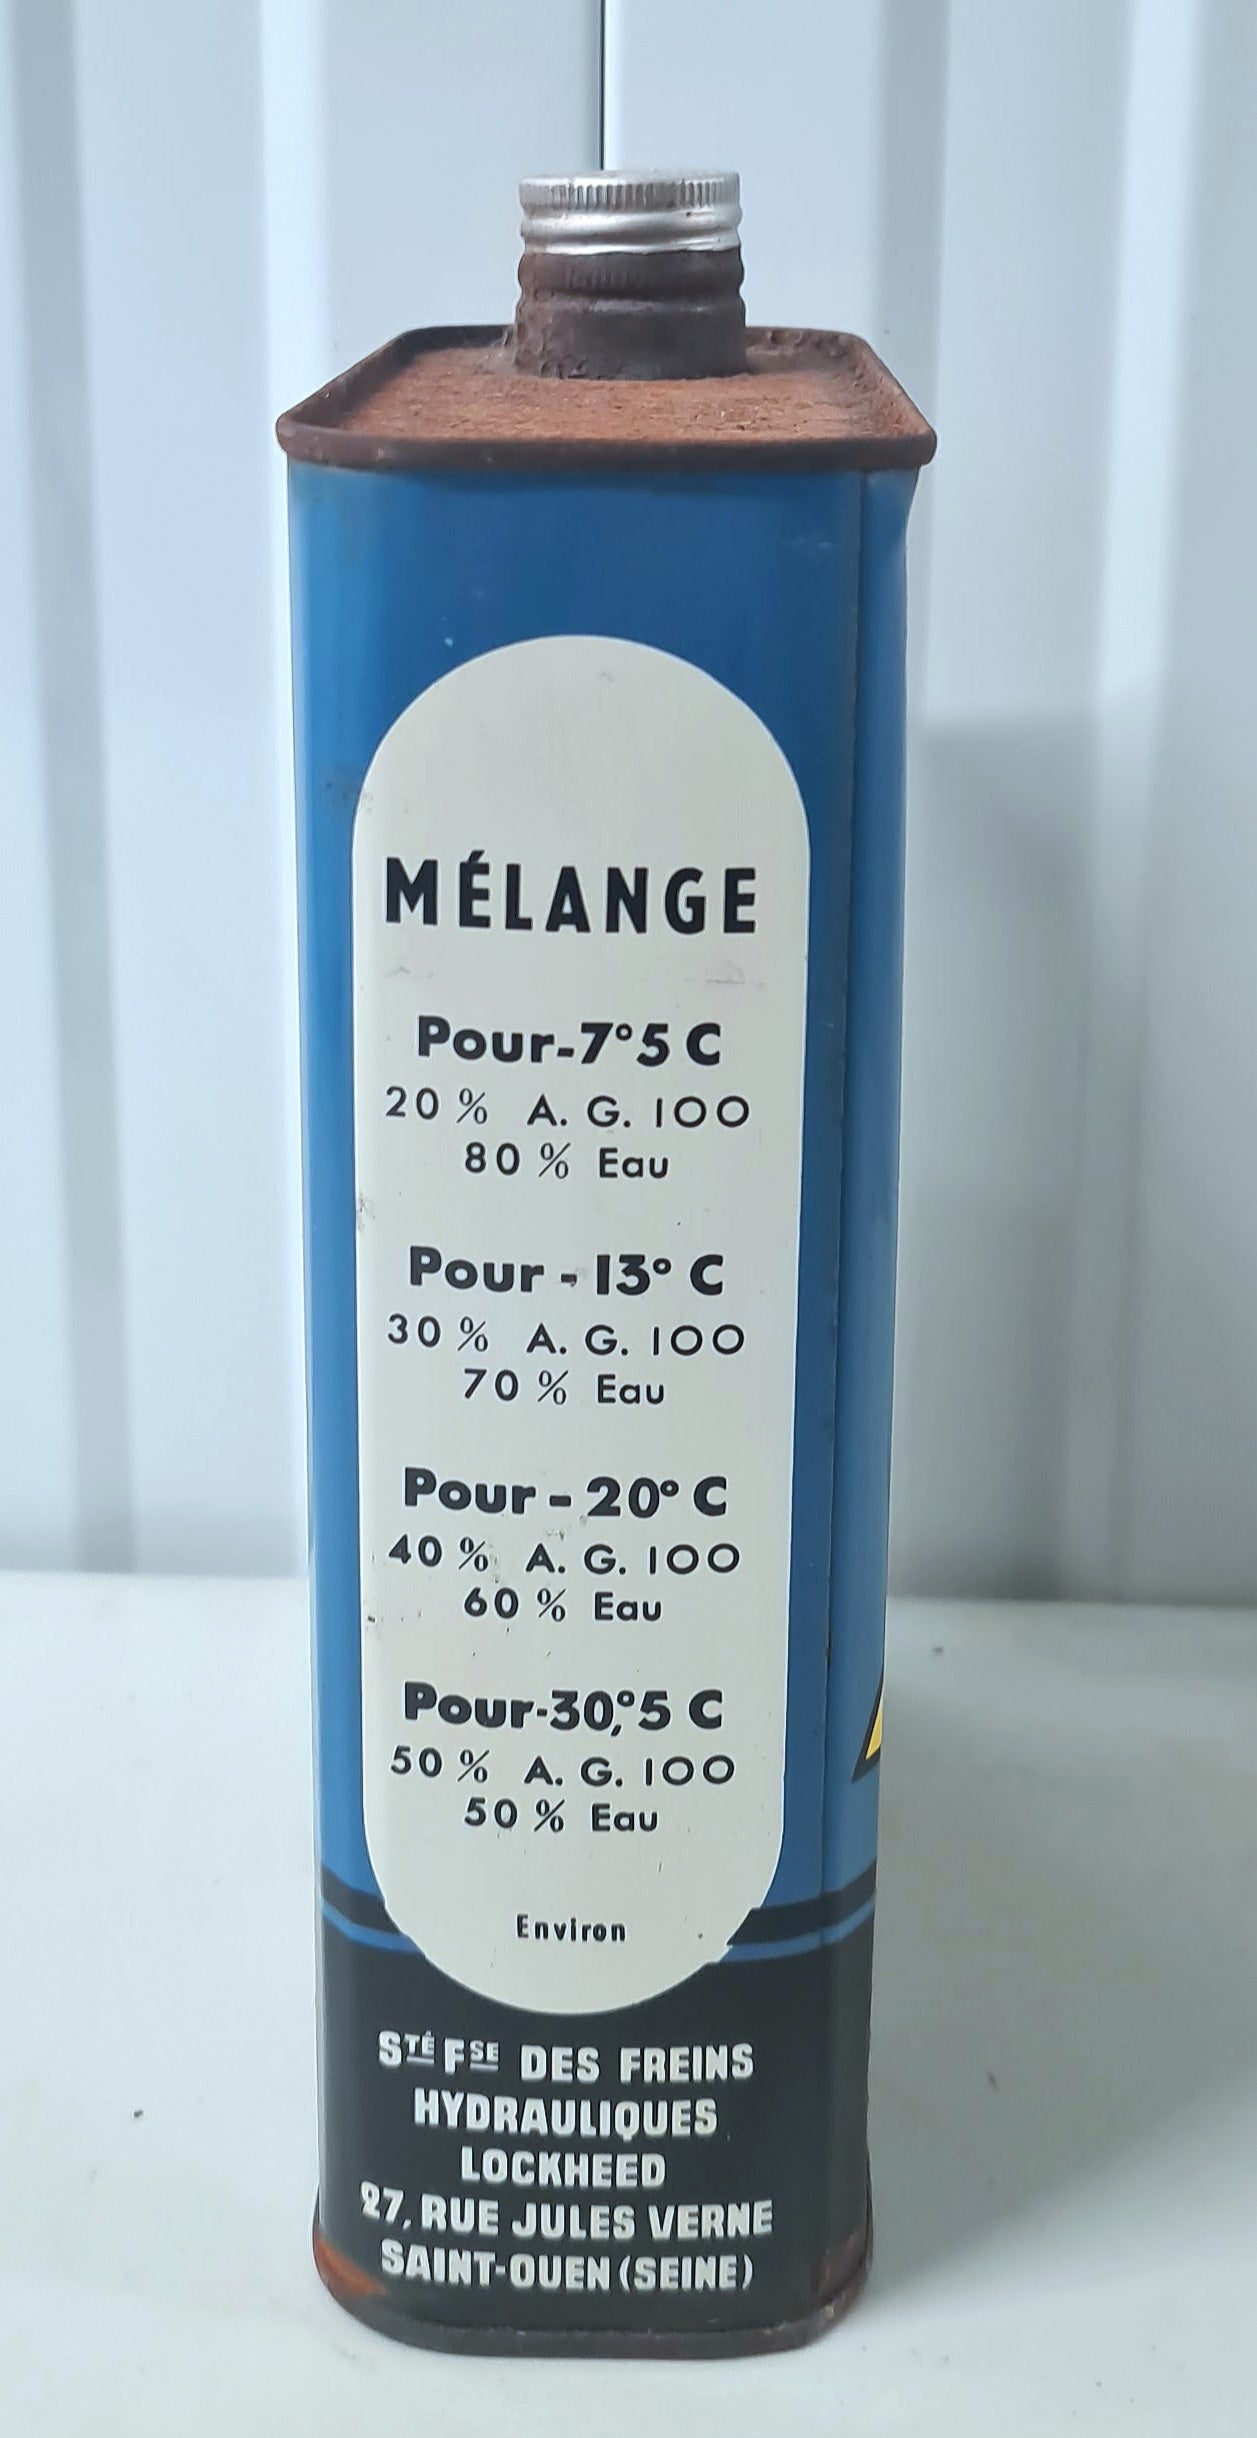 MÉLANGE
Pour-7°5 C
20 % A. G. 100
80 % Eau
Pour - 13° C
30 % A. G. 100
70 % Eau
Pour - 20° C
40 % A. G. 100
60 % Eau
Pour-30,°5 C
50 % A. G. 100
50 % Eau
Environ
STÉ FSE DES FREINS
HYDRAULIQUES
LOCKHEED
27, RUE JULES VERNE
SAINT-OUEN (SEINE)